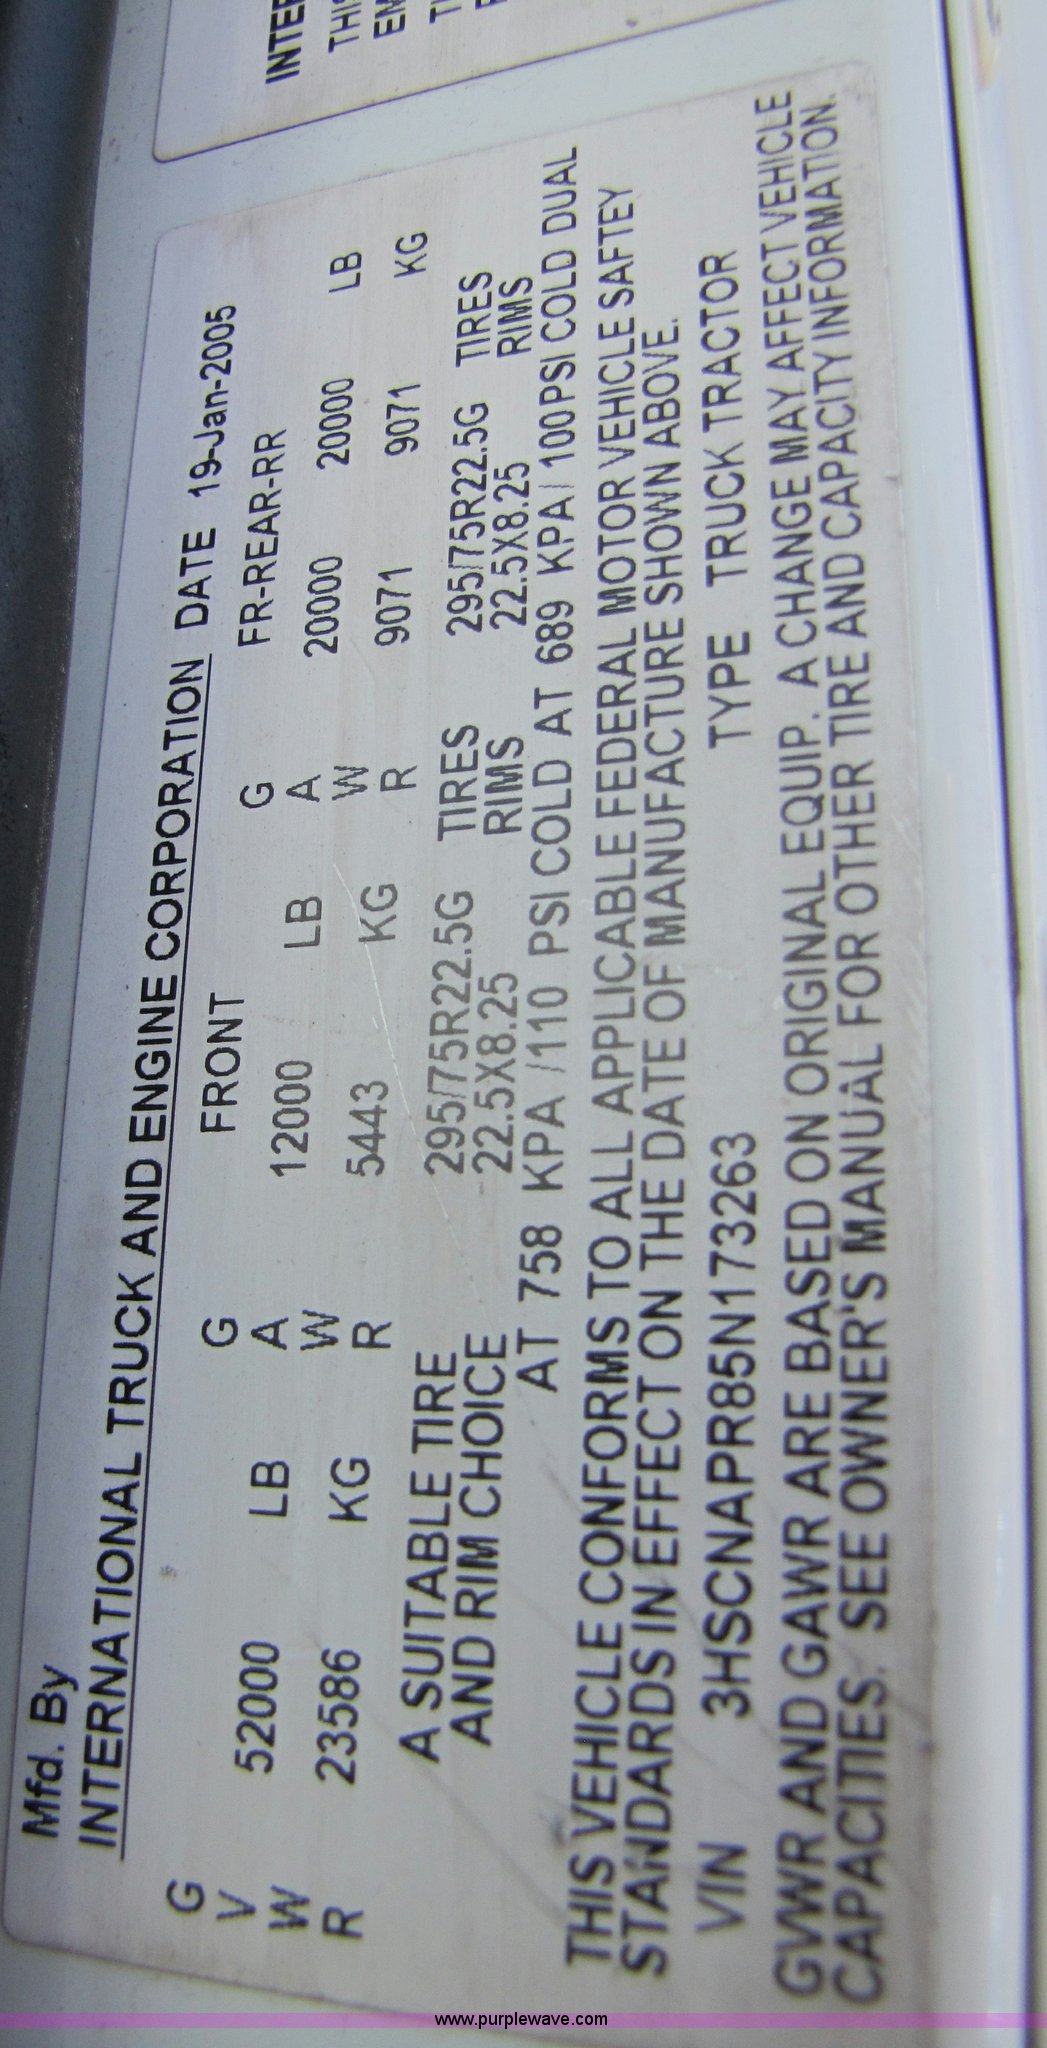 INTER
THIS
EM
Mfd. By
INTERNATIONAL TRUCK AND ENGINE CORPORATION DATE 19-Jan-2005
G V W R
52000 LB
23586 KG
G A W R
FRONT
12000 LB
5443 KG
G A W R
FR-REAR-RR
20000 20000 LB
9071 9071 KG
A SUITABLE TIRE 295/75R22.5G TIRES 295/75R22.5G TIRES
AND RIM CHOICE 22.5X8.25 RIMS 22.5X8.25 RIMS
AT 758 KPA /110 PSI COLD AT 689 KPA/ 100PSI COLD DUAL
THIS VEHICLE CONFORMS TO ALL APPLICABLE FEDERAL MOTOR VEHICLE SAFTEY
STANDARDS IN EFFECT ON THE DATE OF MANUFACTURE SHOWN ABOVE.
VIN 3HSCNAPR85N173263 TYPE TRUCK TRACTOR
GVWR AND GAWR ARE BASED ON ORIGINAL EQUIP. A CHANGE MAY AFFECT VEHICLE
CAPACITIES. SEE OWNER'S MANUAL FOR OTHER TIRE AND CAPACITY INFORMATION.
www.purplewave.com